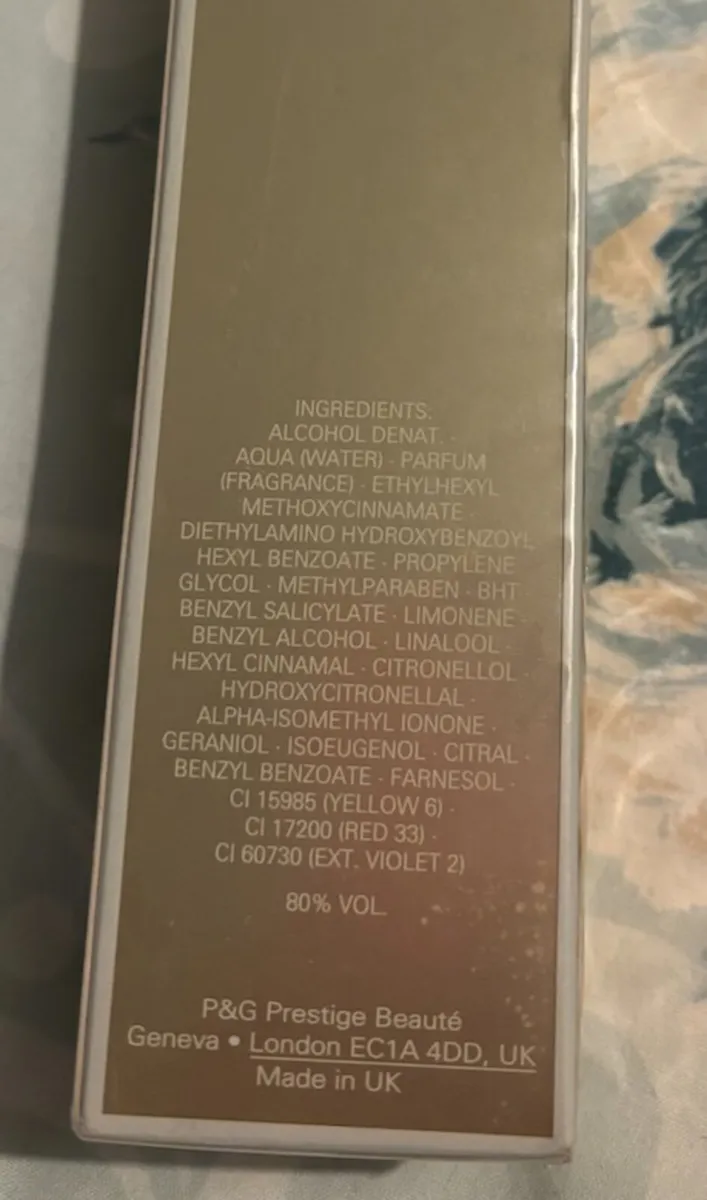 INGREDIENTS:
ALCOHOL DENAT. ·
AQUA (WATER) · PARFUM
(FRAGRANCE) · ETHYLHEXYL
METHOXYCINNAMATE ·
DIETHYLAMINO HYDROXYBENZOYL
HEXYL BENZOATE · PROPYLENE
GLYCOL · METHYLPARABEN · BHT ·
BENZYL SALICYLATE · LIMONENE ·
BENZYL ALCOHOL · LINALOOL ·
HEXYL CINNAMAL · CITRONELLOL ·
HYDROXYCITRONELLAL ·
ALPHA-ISOMETHYL IONONE ·
GERANIOL · ISOEUGENOL · CITRAL ·
BENZYL BENZOATE · FARNESOL ·
CI 15985 (YELLOW 6) ·
CI 17200 (RED 33) ·
CI 60730 (EXT. VIOLET 2)
80% VOL.
P&G Prestige Beauté
Geneva • London EC1A 4DD, UK
Made in UK